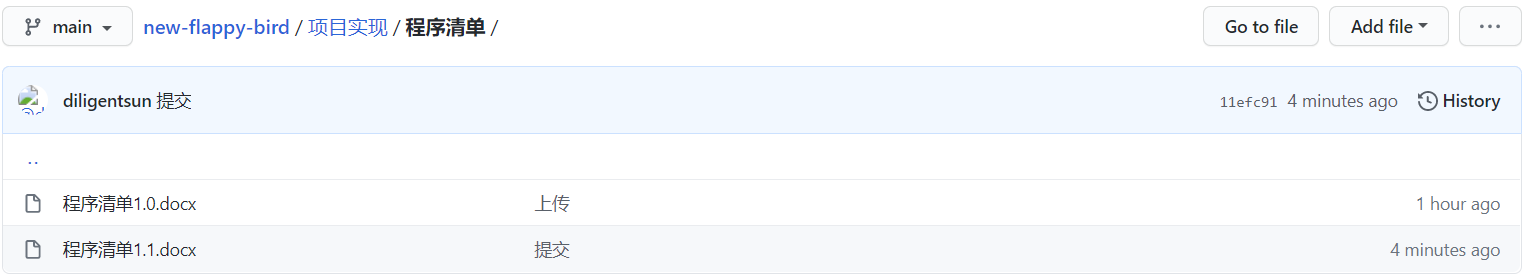 main new-flappy-bird / 项目实现 / 程序清单 / Go to file Add file ...
diligentsun 提交 11efc91 4 minutes ago History
..
程序清单1.0.docx 上传 1 hour ago
程序清单1.1.docx 提交 4 minutes ago